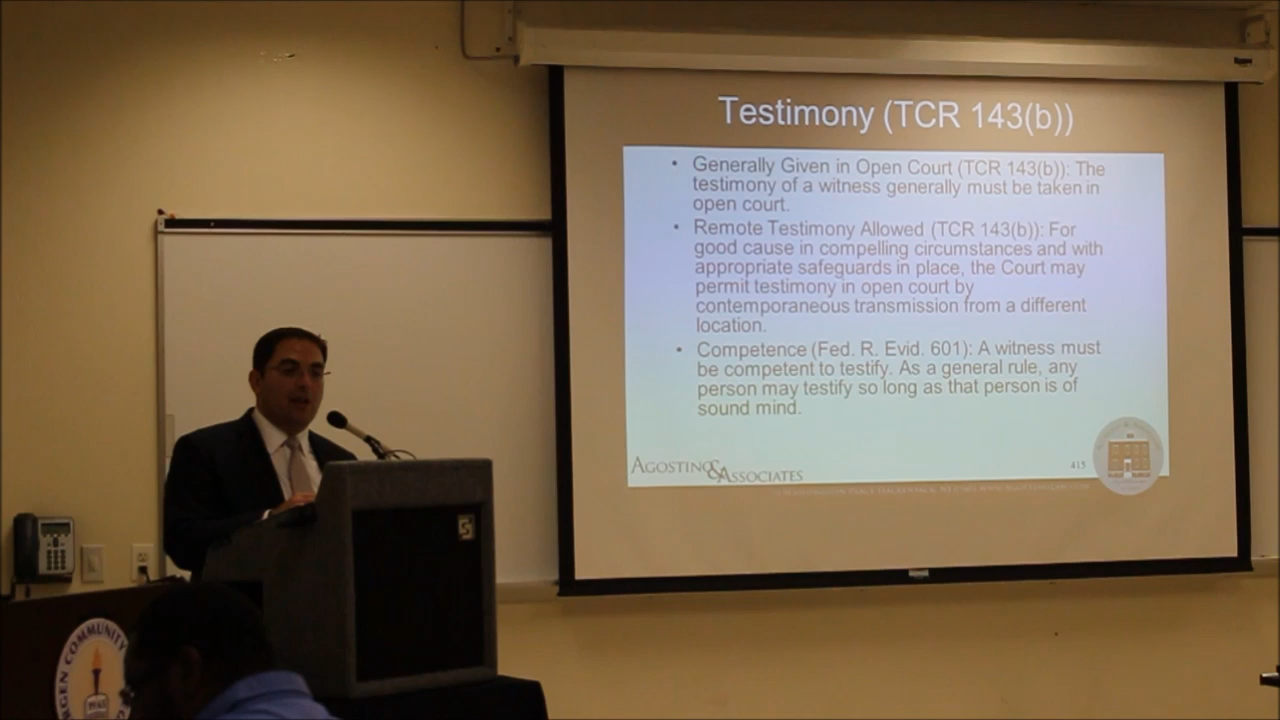 Testimony (TCR 143(b))
• Generally Given in Open Court (TCR 143(b)): The
testimony of a witness generally must be taken in
open court.
• Remote Testimony Allowed (TCR 143(b)): For
good cause in compelling circumstances and with
appropriate safeguards in place, the Court may
permit testimony in open court by
contemporaneous transmission from a different
location.
• Competence (Fed. R. Evid. 601): A witness must
be competent to testify. As a general rule, any
person may testify so long as that person is of
sound mind.
AGOSTINO & ASSOCIATES
415
RGEN COMMUNITY